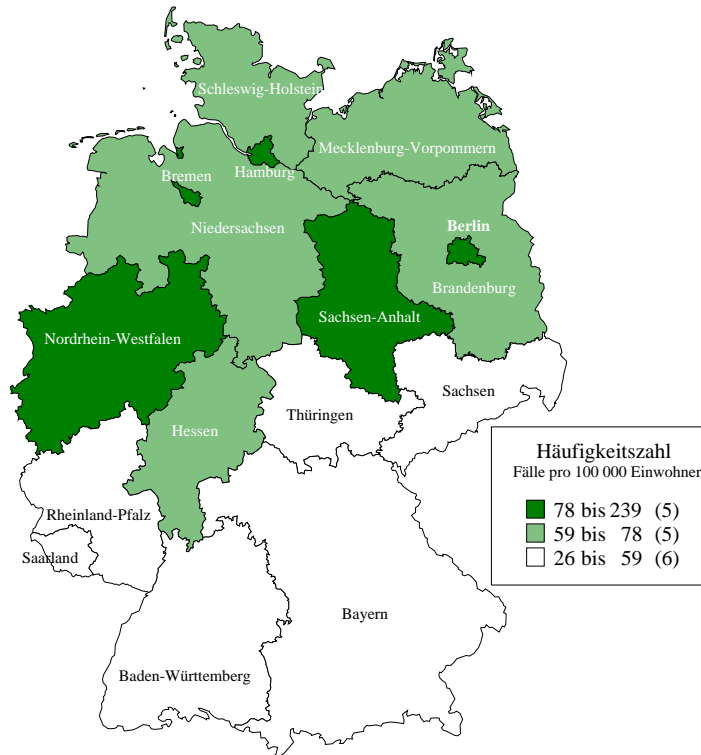 Schleswig-Holstein
Mecklenburg-Vorpommern
Hamburg
Bremen
Niedersachsen
Berlin
Brandenburg
Sachsen-Anhalt
Nordrhein-Westfalen
Sachsen
Thüringen
Hessen
Rheinland-Pfalz
Saarland
Bayern
Baden-Württemberg
Häufigkeitszahl
Fälle pro 100 000 Einwohner
78 bis 239 (5)
59 bis 78 (5)
26 bis 59 (6)